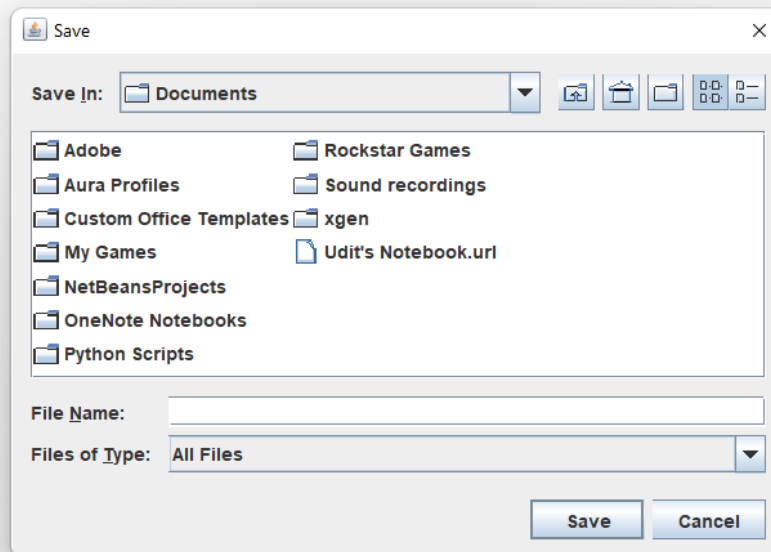 Save
Save In: Documents
Adobe
Aura Profiles
Custom Office Templates
My Games
NetBeansProjects
OneNote Notebooks
Python Scripts
Rockstar Games
Sound recordings
xgen
Udit's Notebook.url
File Name:
Files of Type: All Files
Save Cancel